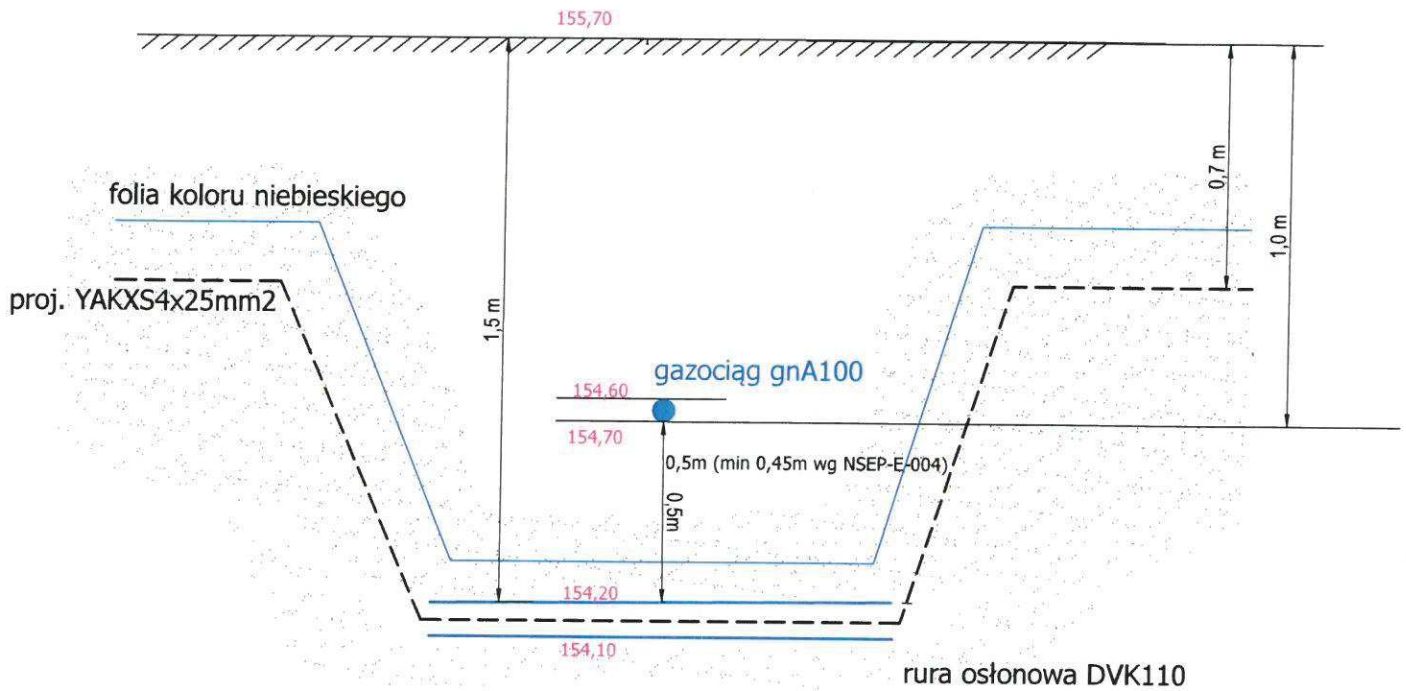 155,70
0,7 m
1,0 m
folia koloru niebieskiego
proj. YAKXS4x25mm2
1,5 m
gazociąg gnA100
154,60
154,70
0,5m (min 0,45m wg NSEP-E-004)
0,5m
154,20
154,10
rura osłonowa DVK110